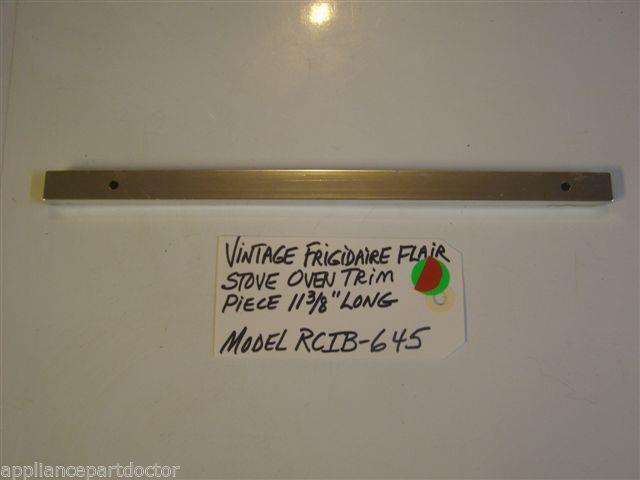 VINTAGE FRIGIDAIRE FLAIR
STOVE OVEN TRIM
PIECE 11 3/8" LONG
MODEL RCIB-645
appliancepartdoctor